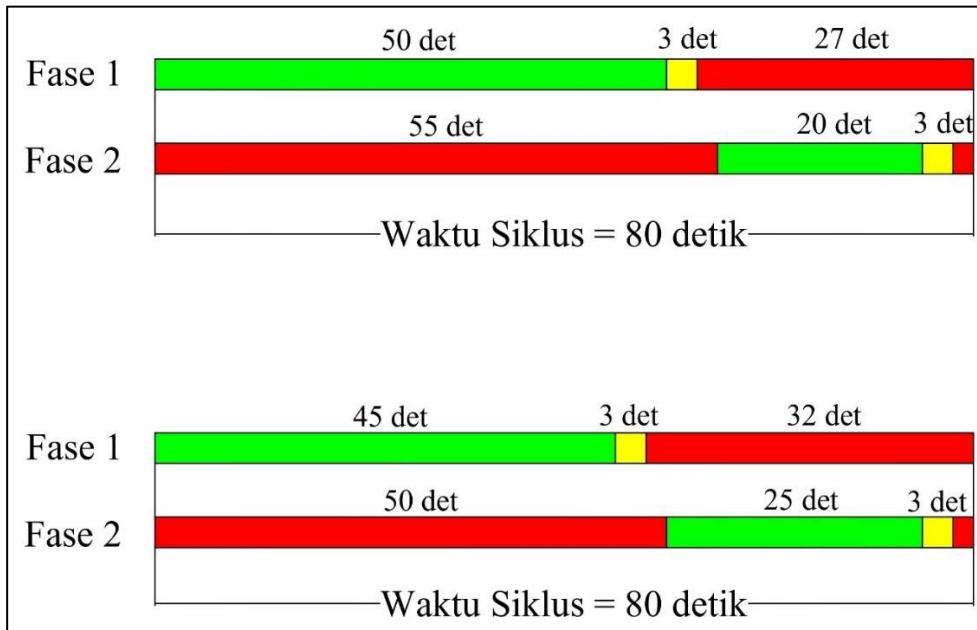 50 det 3 det 27 det
Fase 1
55 det 20 det 3 det
Fase 2
Waktu Siklus = 80 detik
45 det 3 det 32 det
Fase 1
50 det 25 det 3 det
Fase 2
Waktu Siklus = 80 detik